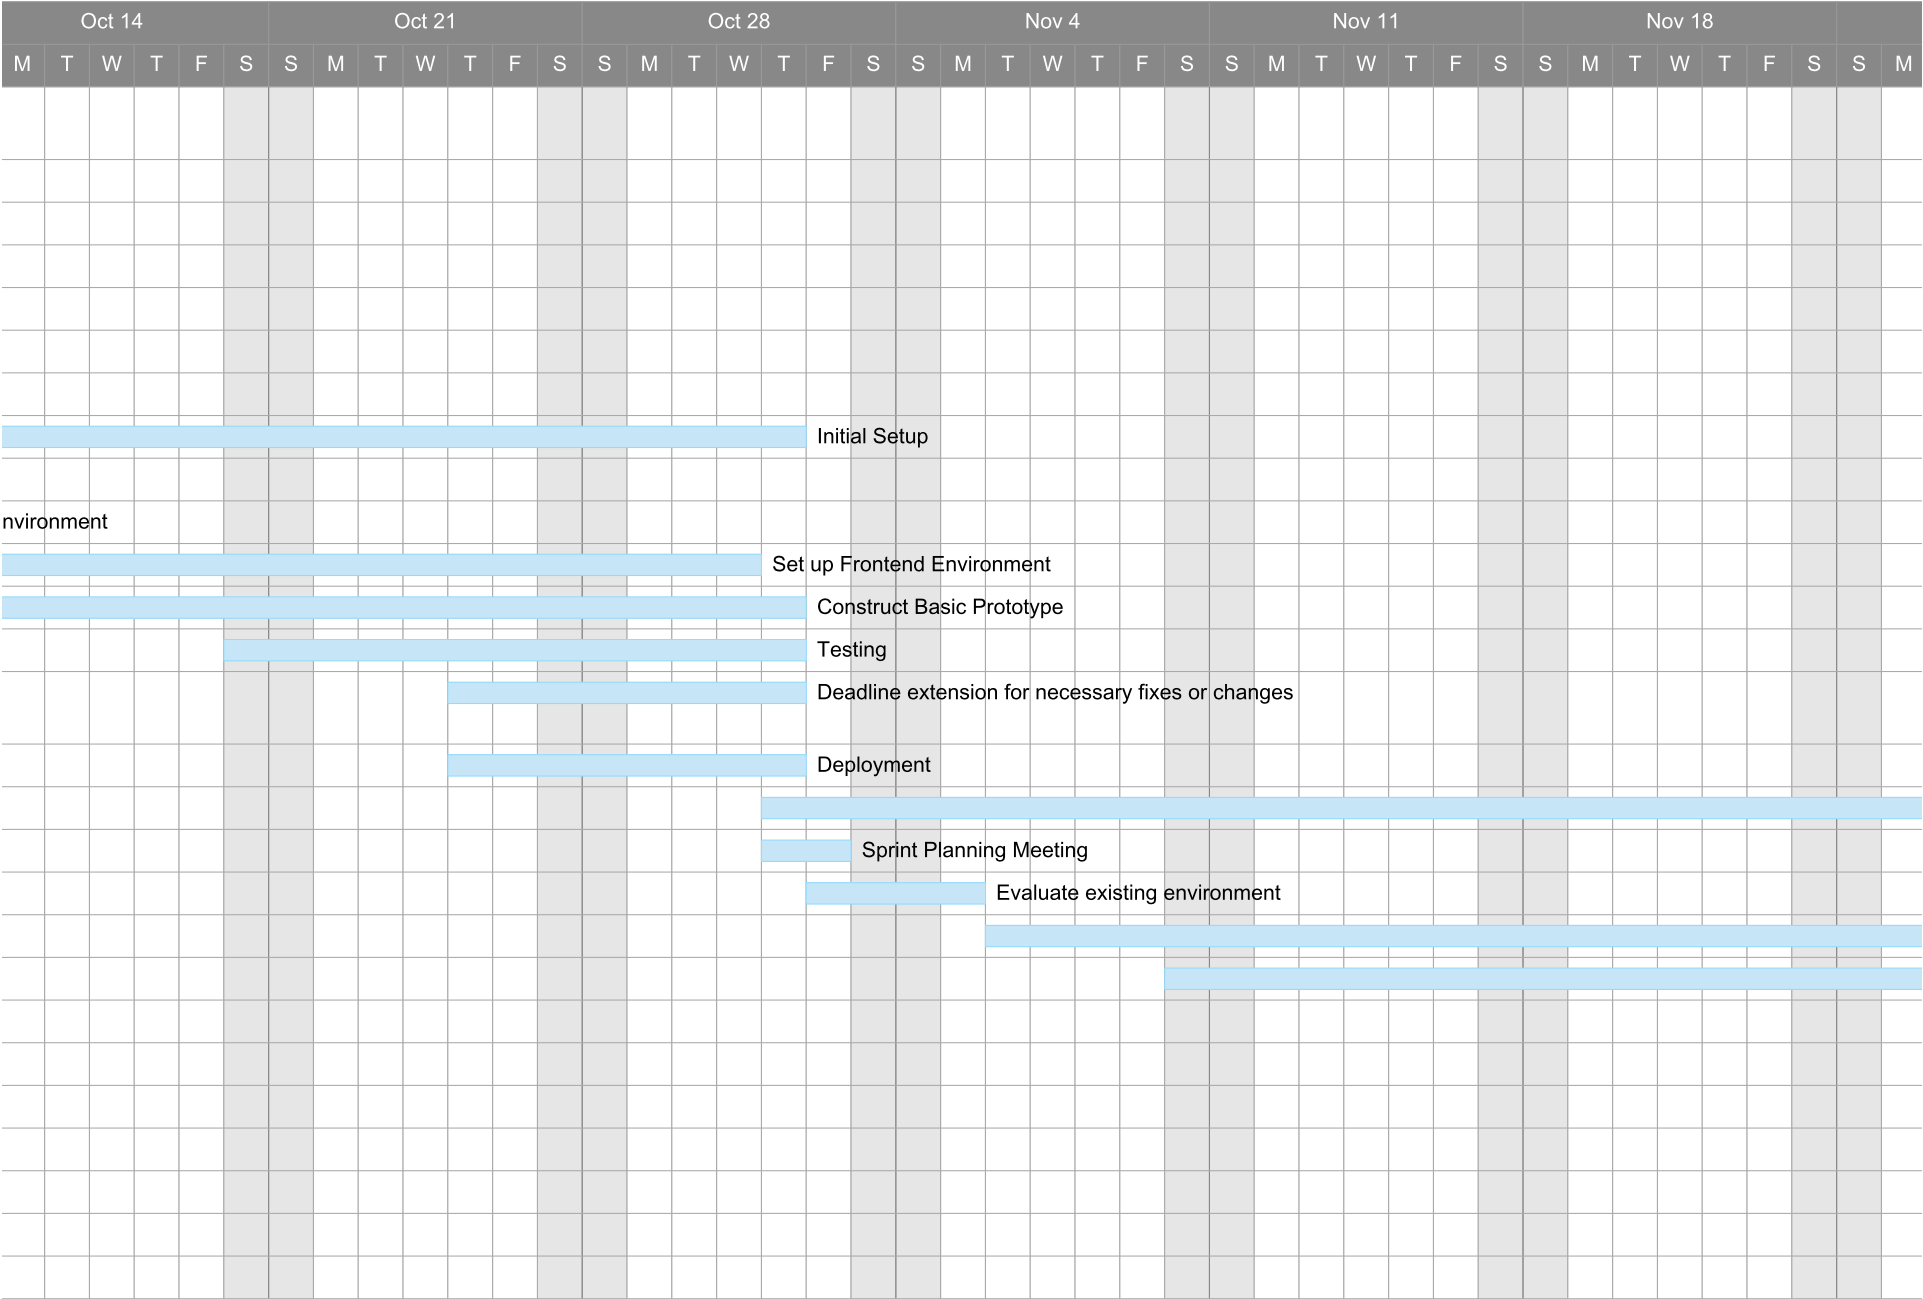 Oct 14 Oct 21 Oct 28 Nov 4 Nov 11 Nov 18
M T W T F S S M T W T F S S M T W T F S S M T W T F S S M T W T F S S M T W T F S S M
Initial Setup
nvironment
Set up Frontend Environment
Construct Basic Prototype
Testing
Deadline extension for necessary fixes or changes
Deployment
Sprint Planning Meeting
Evaluate existing environment